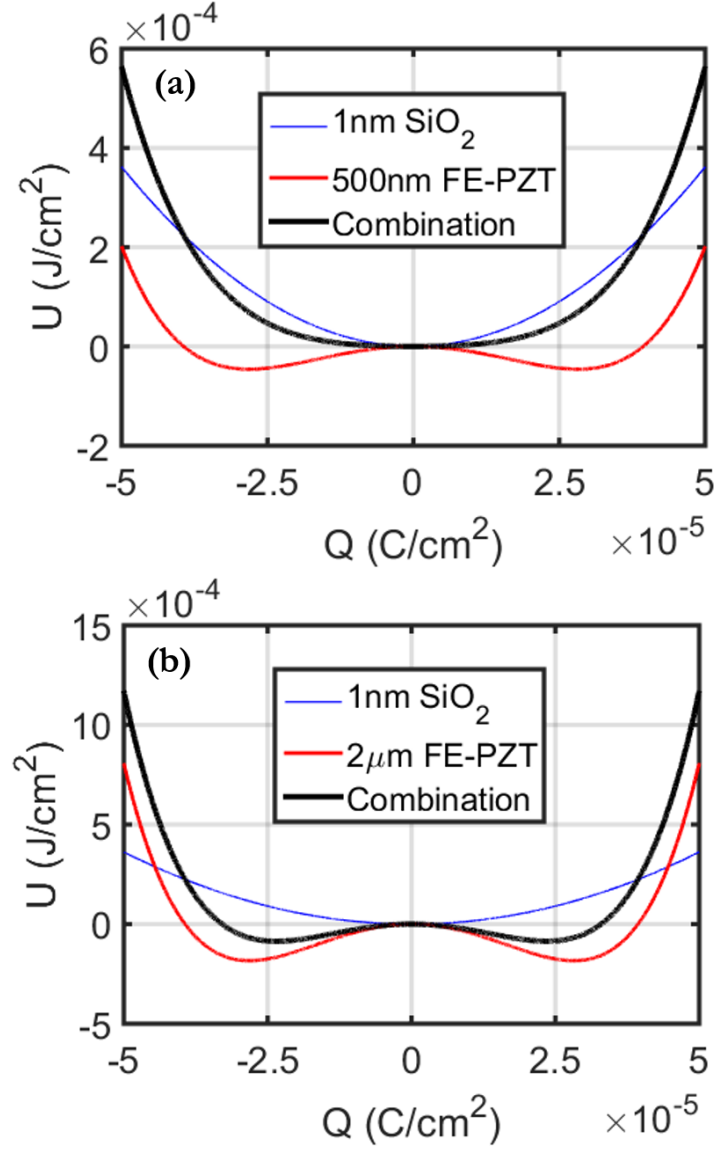 ×10⁻⁴
(a)
6
4
2
0
-2
U (J/cm²)
1nm SiO₂
500nm FE-PZT
Combination
-5 -2.5 0 2.5 5
Q (C/cm²) ×10⁻⁵
×10⁻⁴
(b)
15
10
5
0
-5
U (J/cm²)
1nm SiO₂
2μm FE-PZT
Combination
-5 -2.5 0 2.5 5
Q (C/cm²) ×10⁻⁵